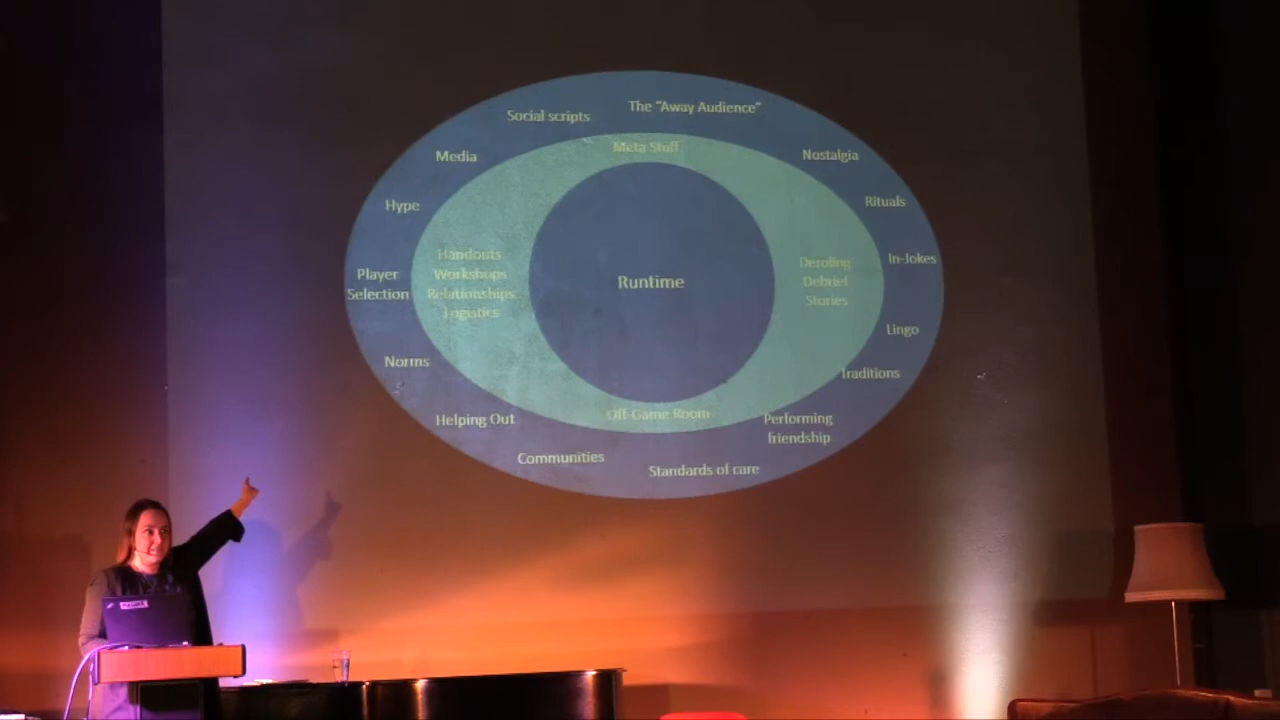 The "Away Audience"
Social scripts
Meta Stuff
Media
Nostalgia
Hype
Rituals
Handouts
Workshops
Relationships
Logistics
In-Jokes
Player
Selection
Deroling
Debrief
Stories
Runtime
Lingo
Norms
Traditions
Off-Game Room
Helping Out
Performing
friendship
Communities
Standards of care